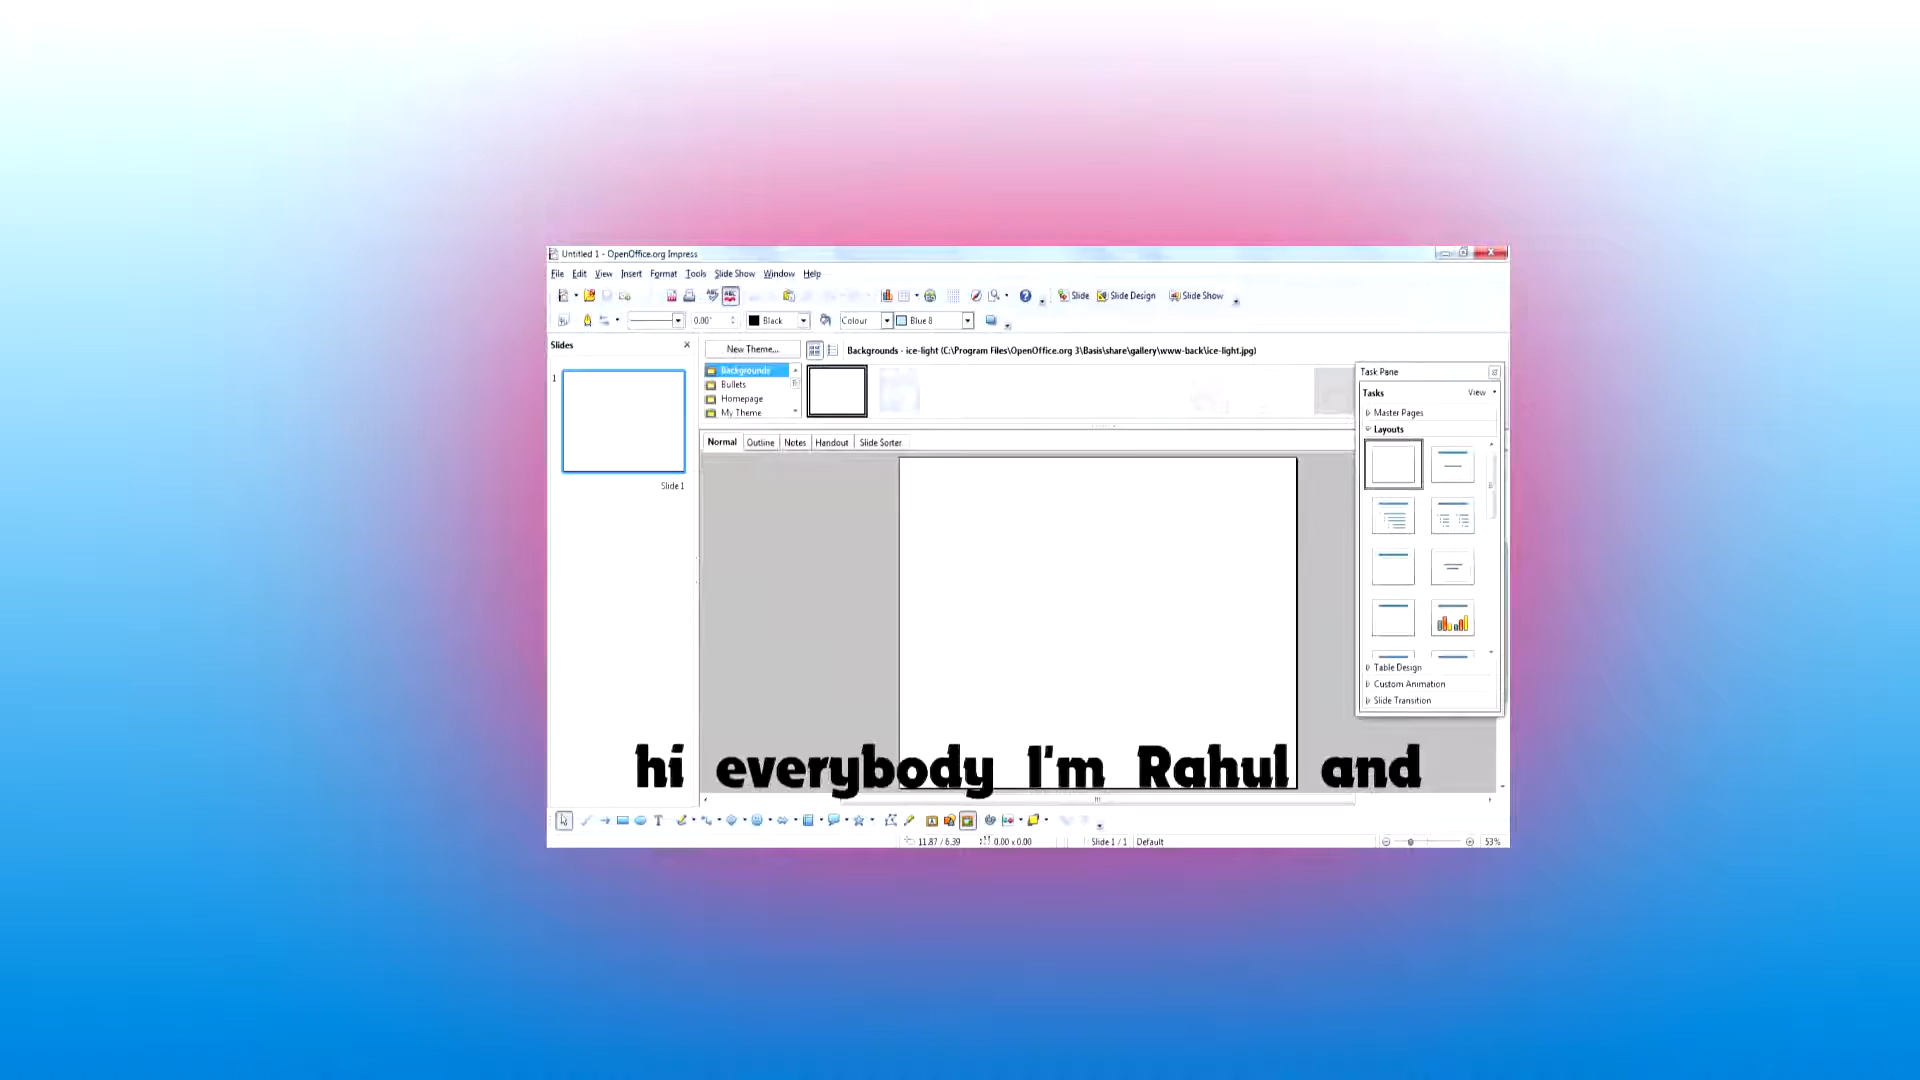 Untitled 1 - OpenOffice.org Impress
File Edit View Insert Format Tools Slide Show Window Help
Slide Slide Design Slide Show
0.00" Black Colour Blue 8
Slides
New Theme...
Backgrounds - ice-light (C:\Program Files\OpenOffice.org 3\Basis\share\gallery\www-back\ice-light.jpg)
Backgrounds
Bullets
Homepage
My Theme
1
Slide 1
Normal Outline Notes Handout Slide Sorter
Task Pane
Tasks View
Master Pages
Layouts
Table Design
Custom Animation
Slide Transition
hi everybody I'm Rahul and
11.87 / 6.39 0.00 x 0.00 Slide 1 / 1 Default 53%